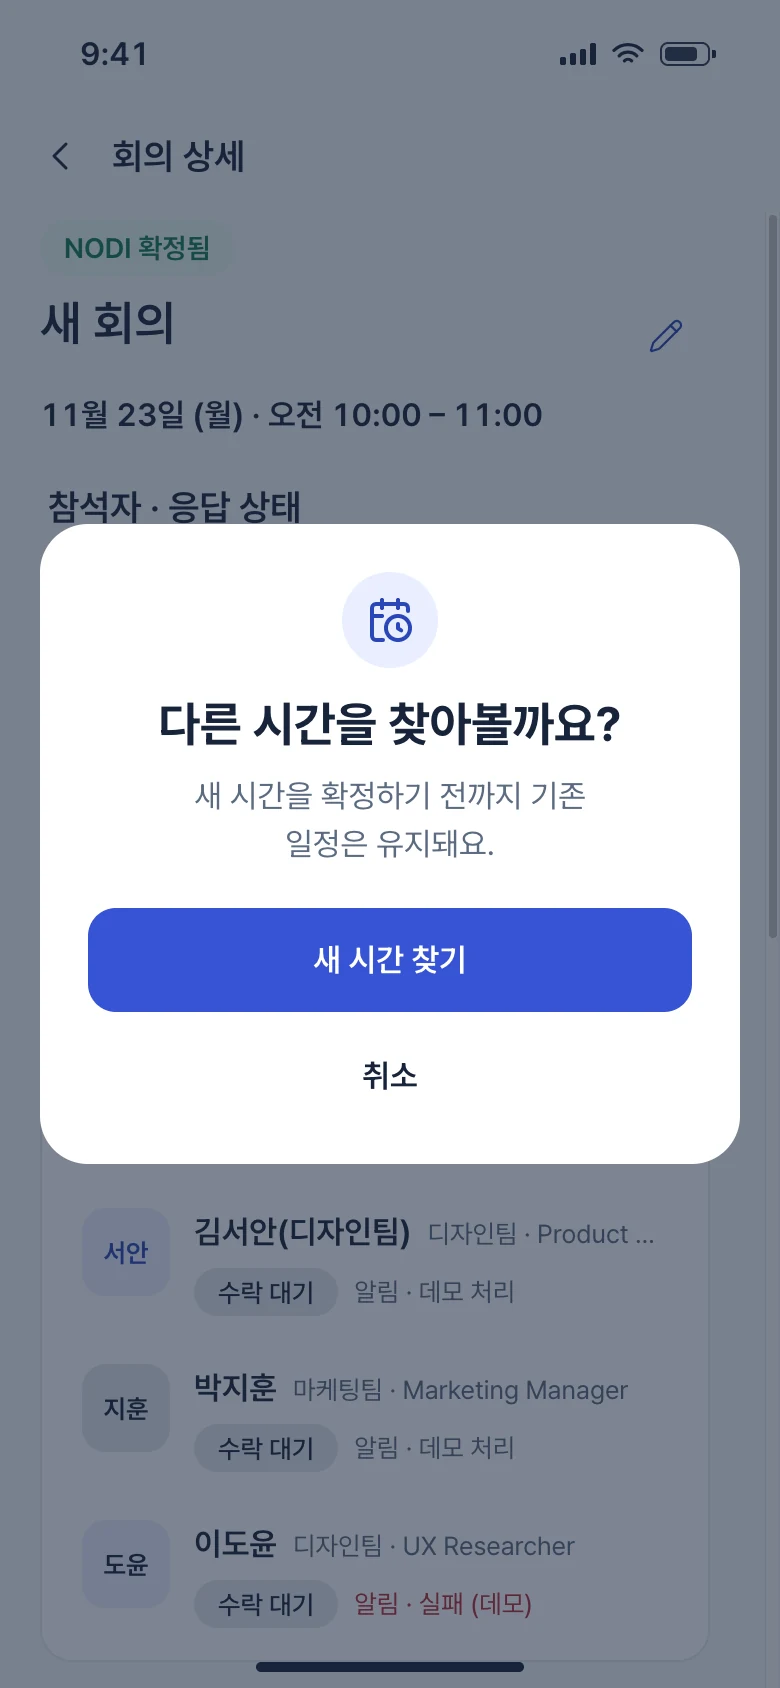 9:41
회의 상세
NODI 확정됨
새 회의
11월 23일 (월) · 오전 10:00 – 11:00
참석자 · 응답 상태
다른 시간을 찾아볼까요?
새 시간을 확정하기 전까지 기존
일정은 유지돼요.
새 시간 찾기
취소
서안
김서안(디자인팀) 디자인팀 · Product ...
수락 대기 알림 · 데모 처리
지훈
박지훈 마케팅팀 · Marketing Manager
수락 대기 알림 · 데모 처리
도윤
이도윤 디자인팀 · UX Researcher
수락 대기 알림 · 실패 (데모)